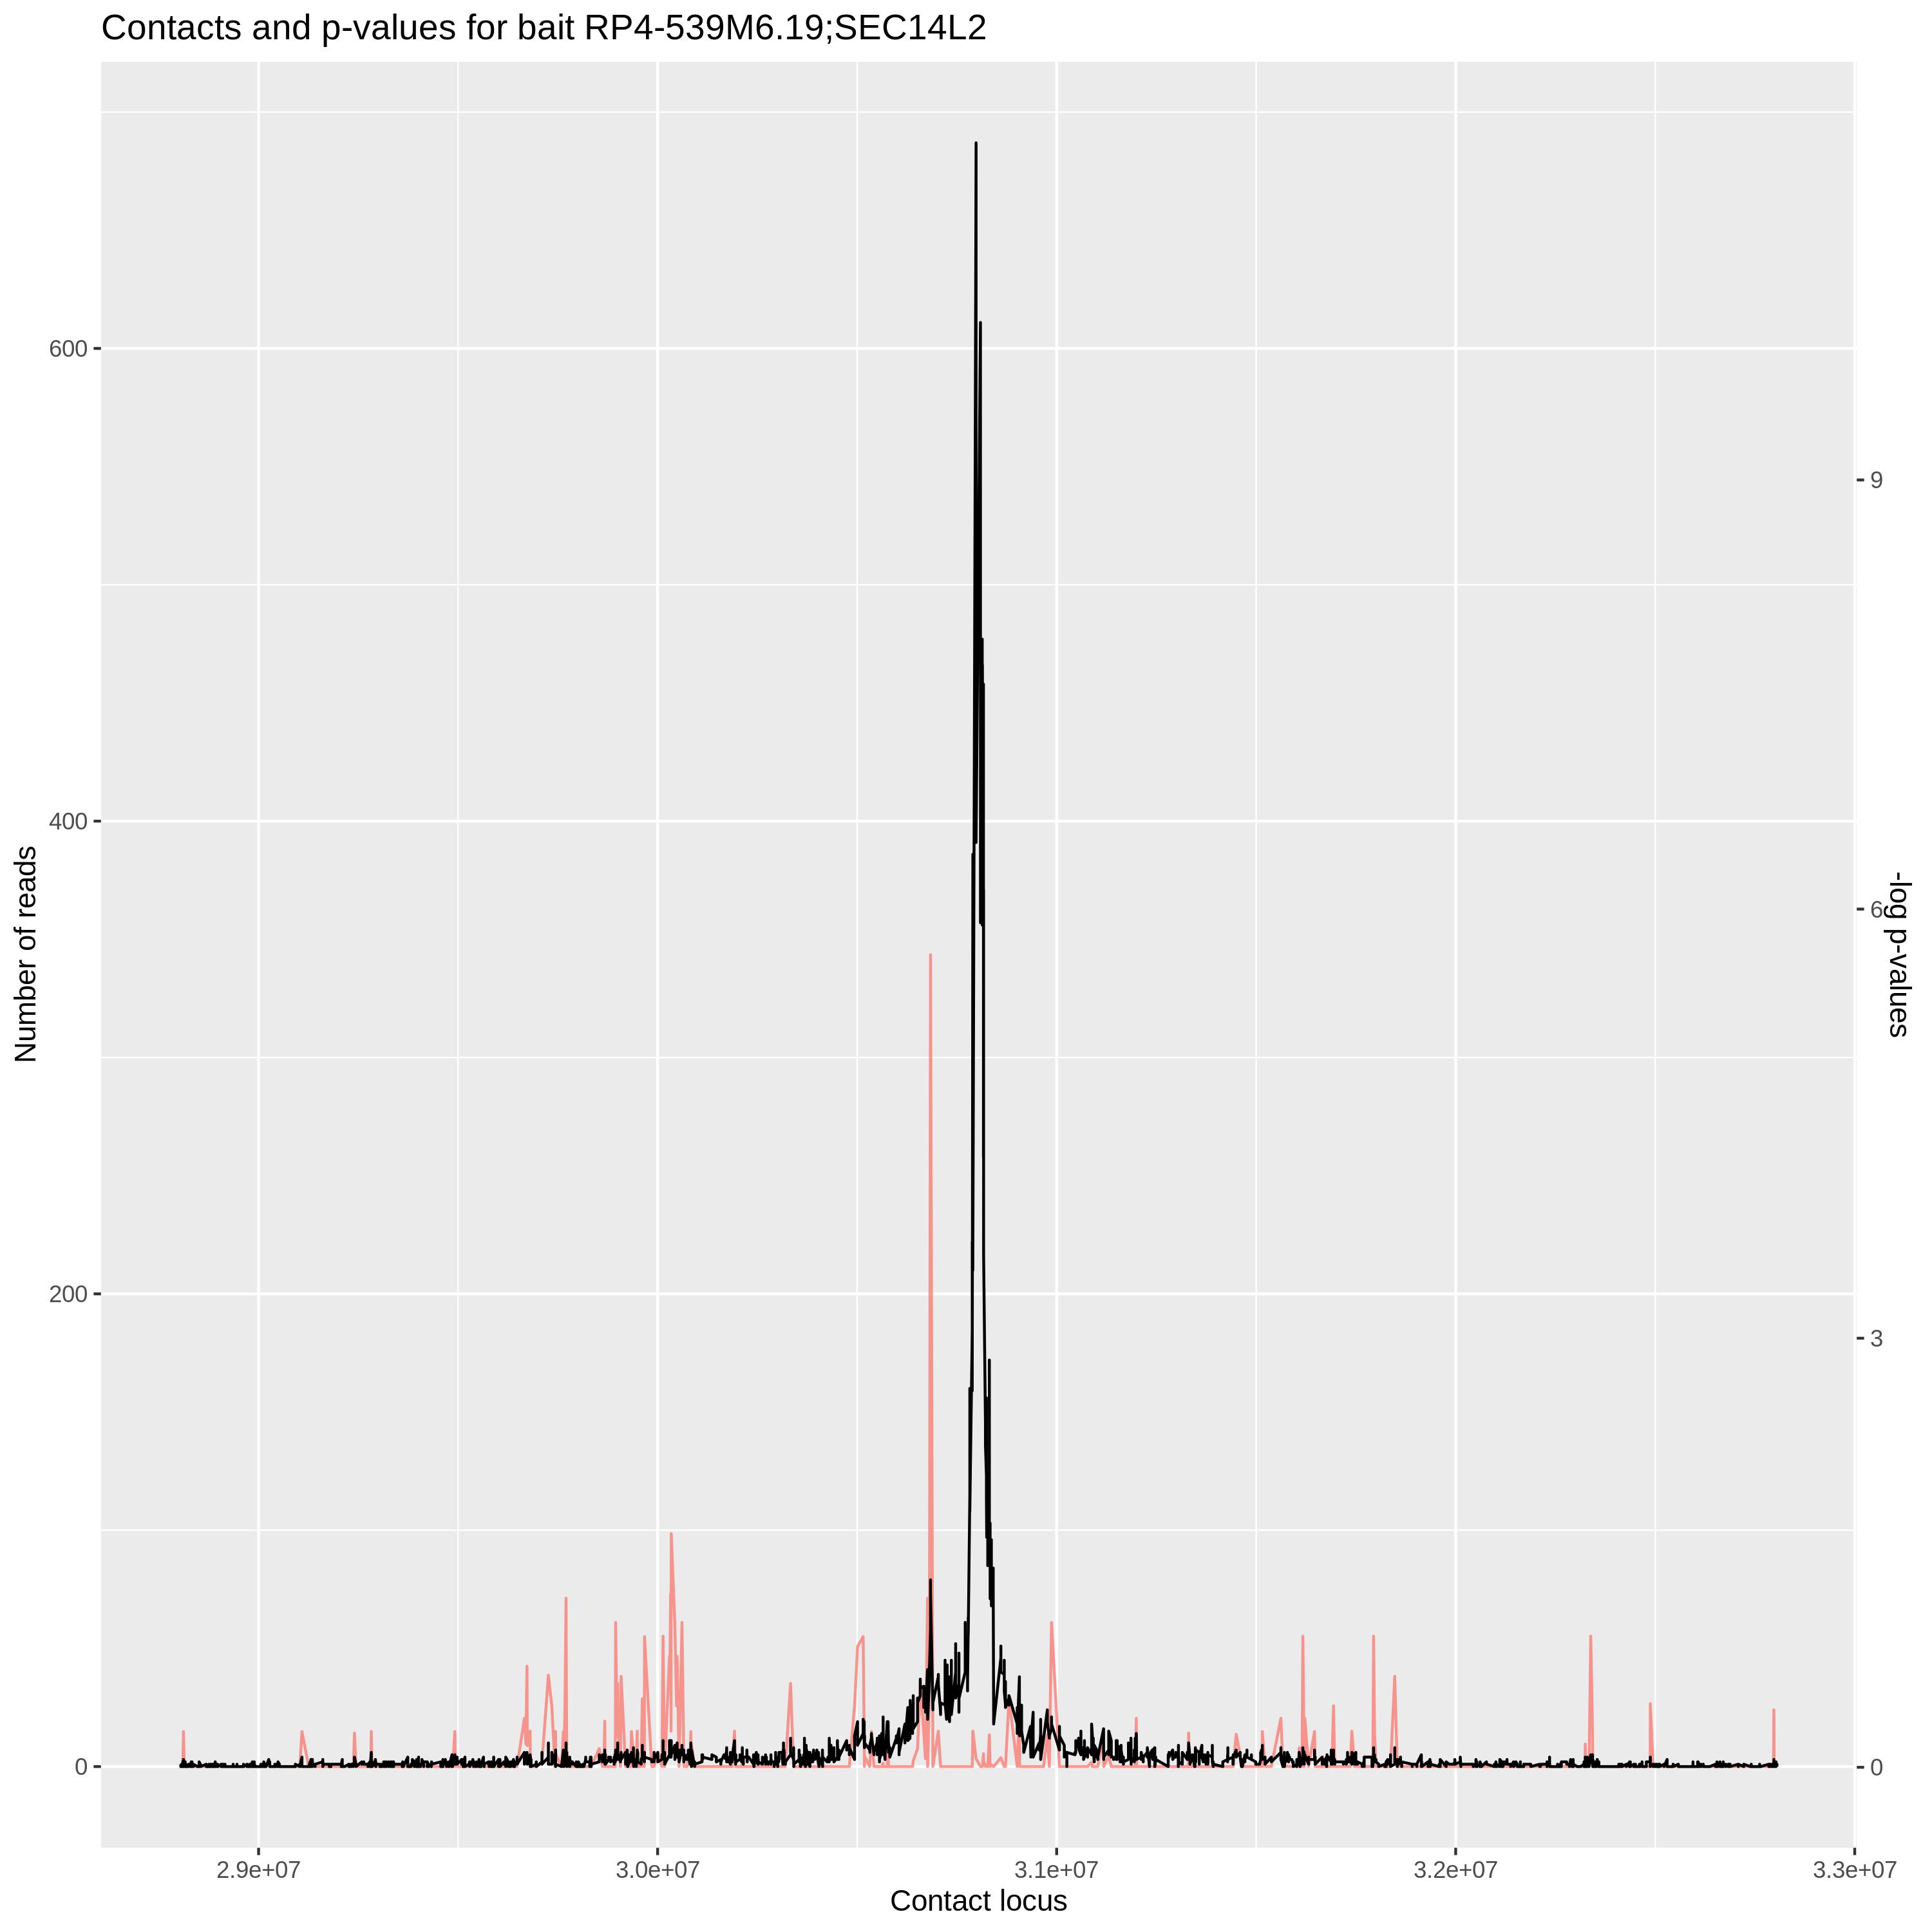 Contacts and p-values for bait RP4-539M6.19;SEC14L2
600
400
200
0
Number of reads
9
6
3
0
-log p-values
2.9e+07
3.0e+07
3.1e+07
3.2e+07
3.3e+07
Contact locus